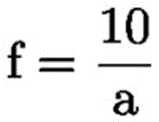 f = 10/a